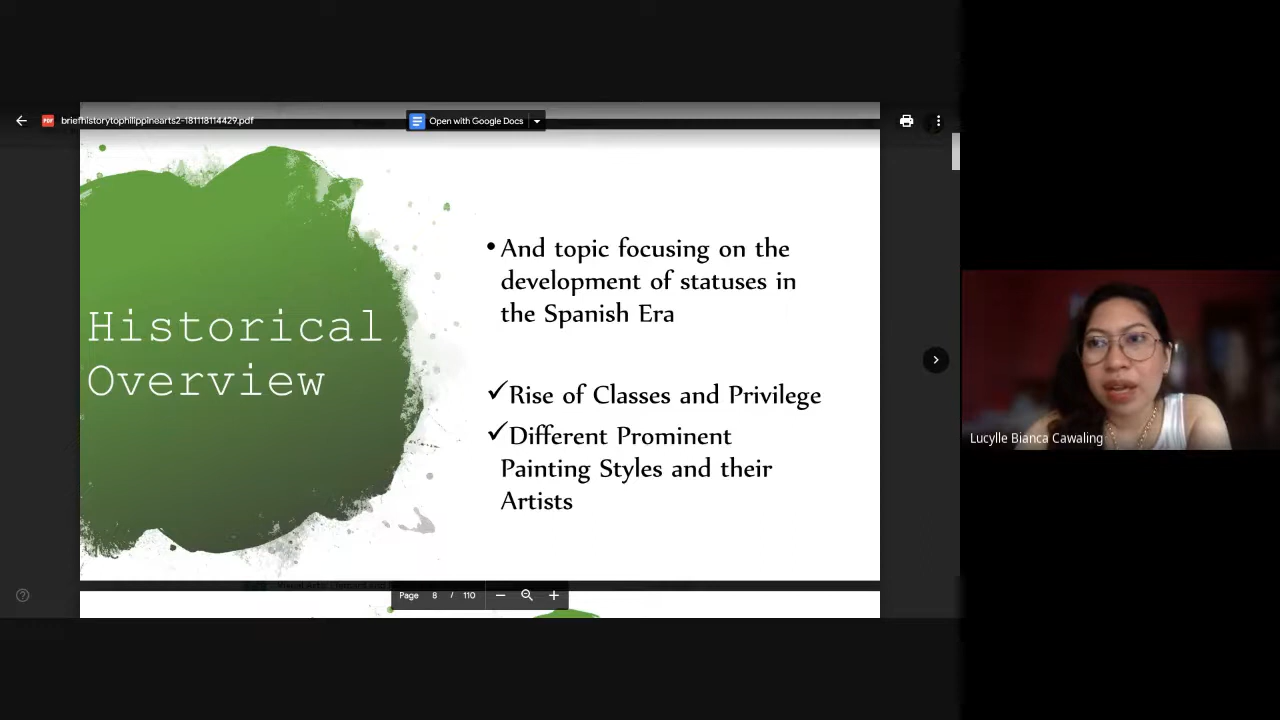 briefhistorytophilippinearts2-181118114429.pdf
Open with Google Docs
Historical
Overview
• And topic focusing on the
development of statuses in
the Spanish Era
✓Rise of Classes and Privilege
✓Different Prominent
Painting Styles and their
Artists
Lucylle Bianca Cawaling
Page 8 / 110